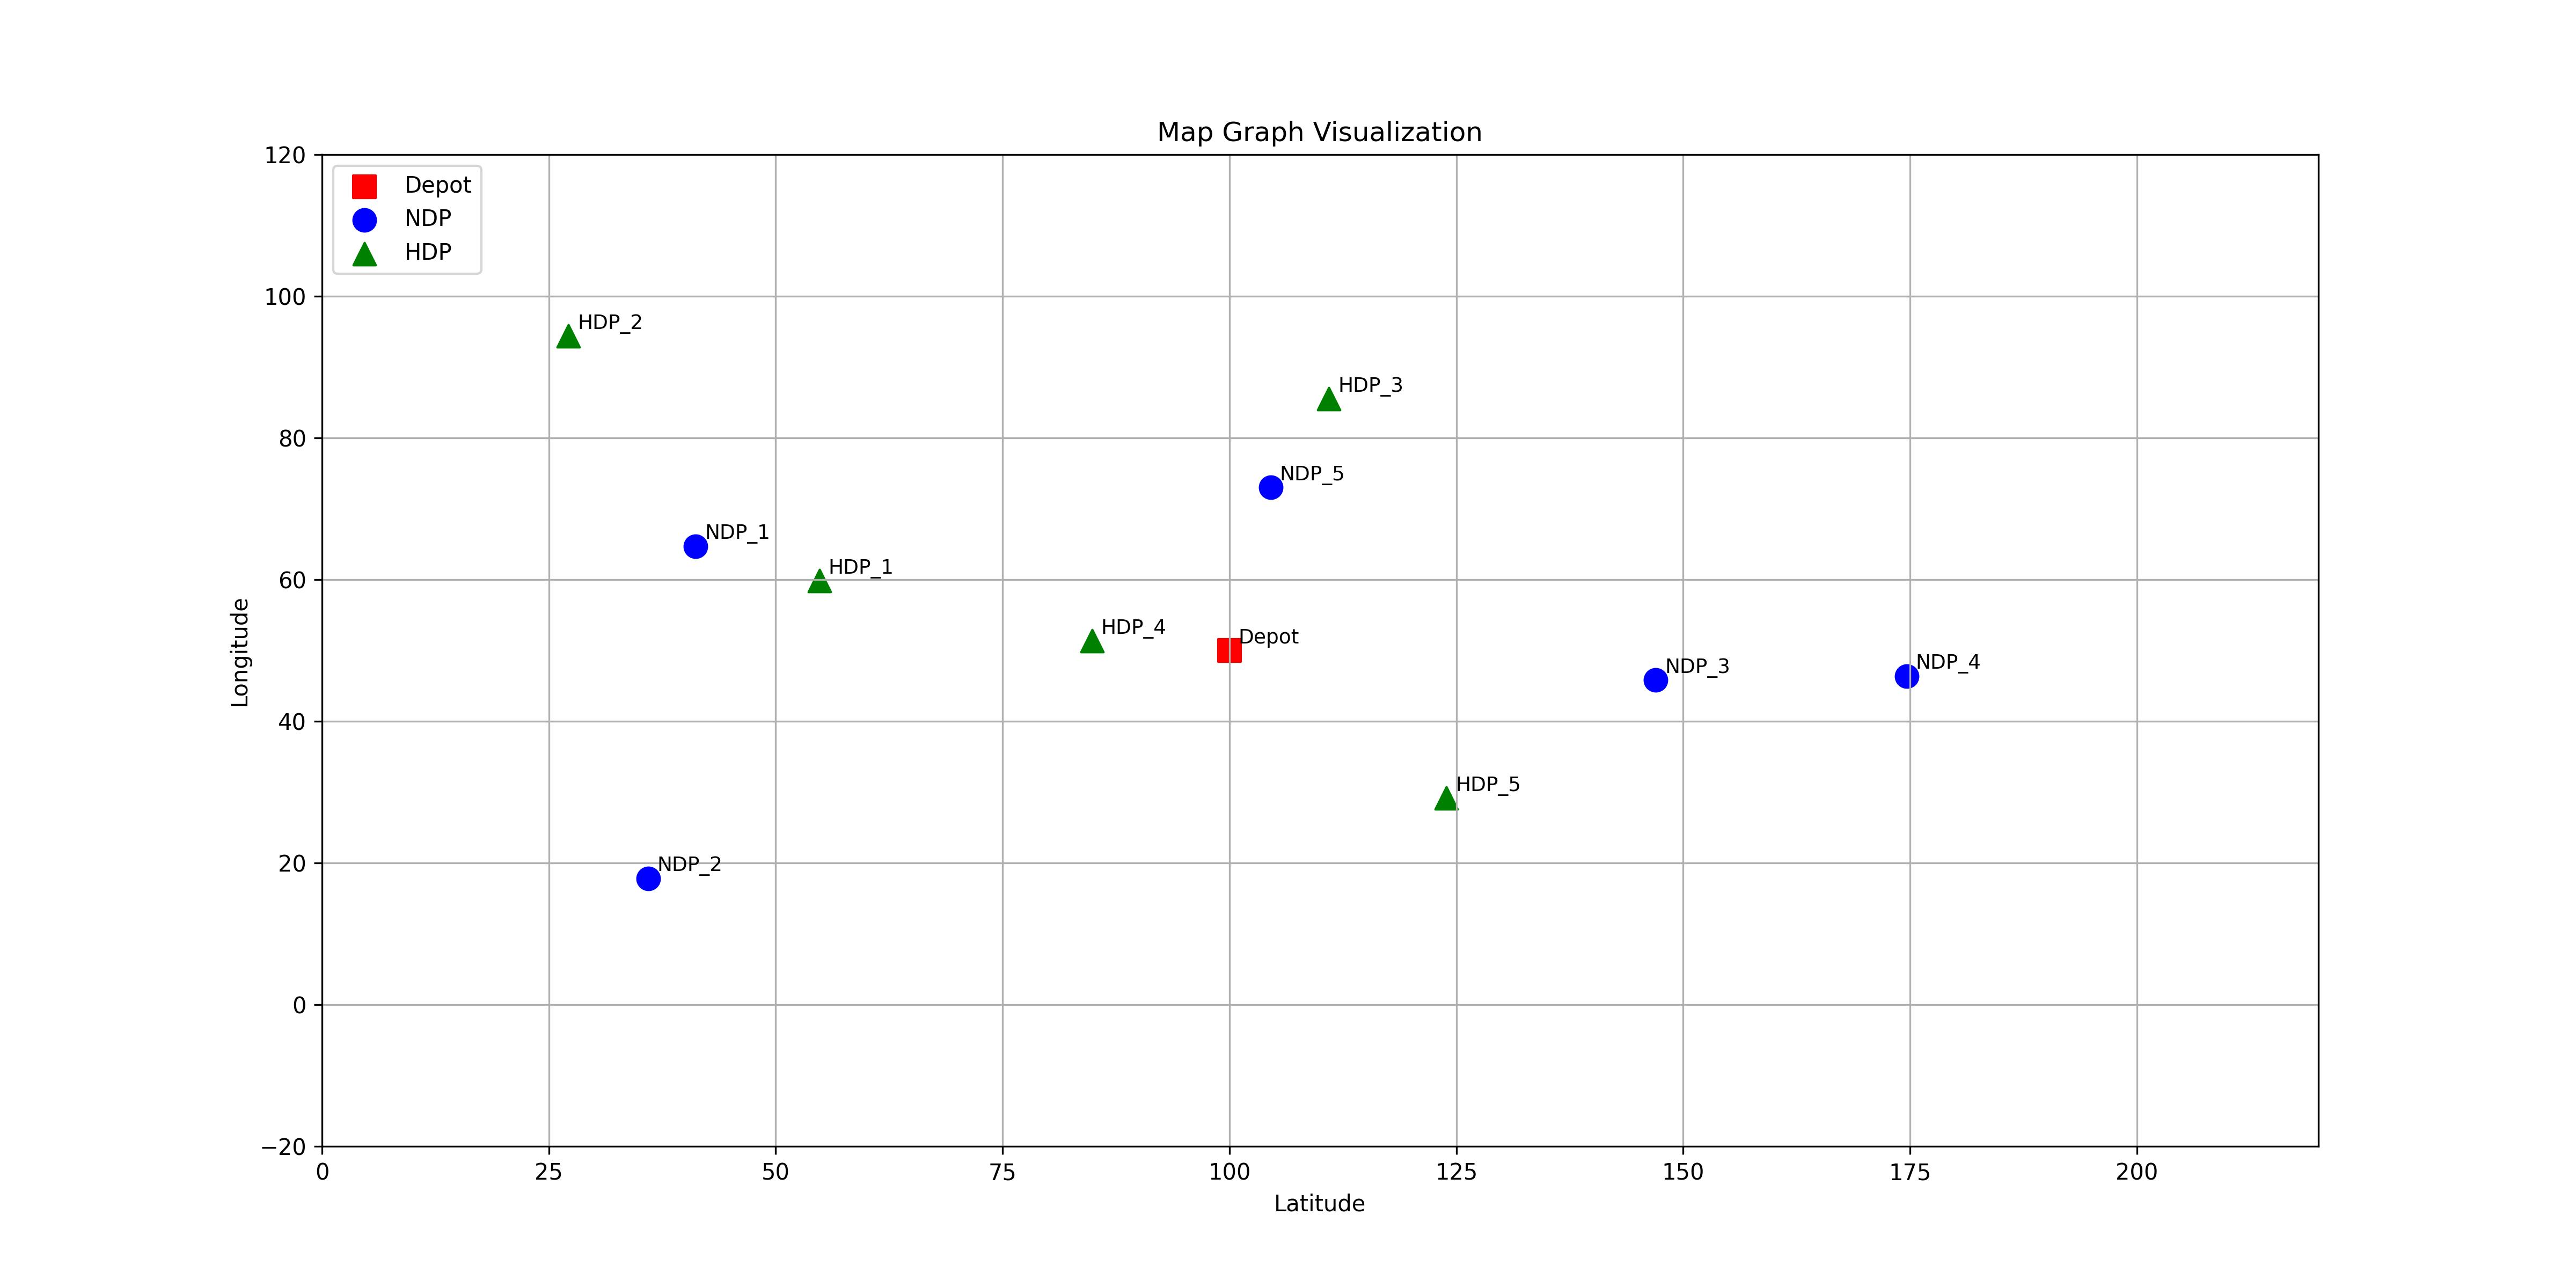 Map Graph Visualization
120
100
80
60
40
20
0
−20
Longitude
Depot
NDP
HDP
HDP_2
HDP_3
NDP_5
NDP_1
HDP_1
HDP_4
Depot
NDP_3
NDP_4
HDP_5
NDP_2
0 25 50 75 100 125 150 175 200
Latitude